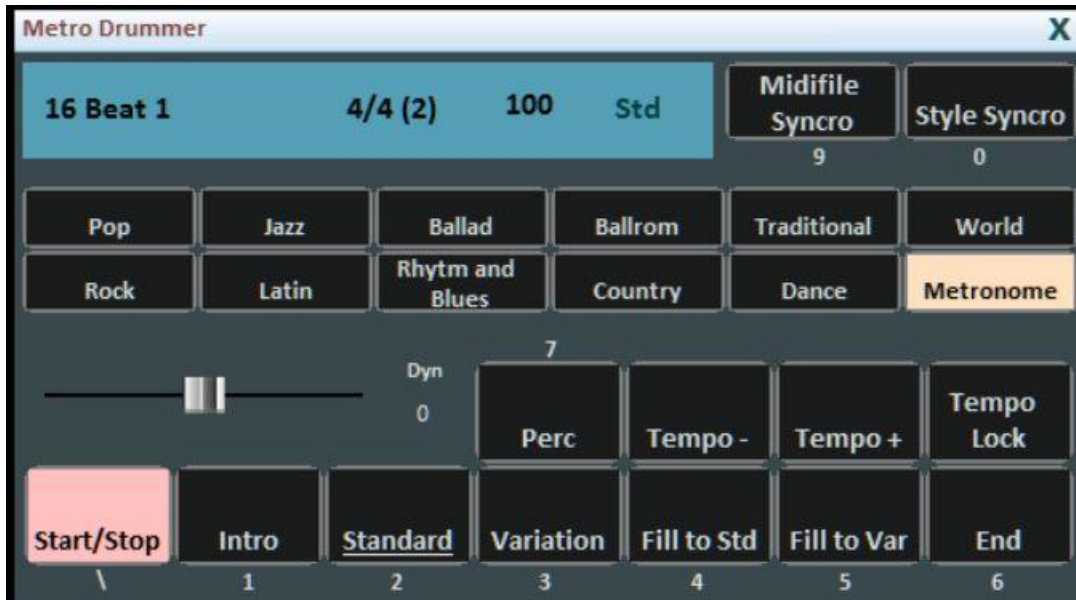 Metro Drummer X
16 Beat 1 4/4 (2) 100 Std
Midifile
Syncro
Style Syncro
9 0
Pop Jazz Ballad Ballrom Traditional World
Rock Latin Rhytm and
Blues Country Dance Metronome
7
Dyn
0
Perc Tempo - Tempo + Tempo
Lock
Start/Stop Intro Standard Variation Fill to Std Fill to Var End
\ 1 2 3 4 5 6